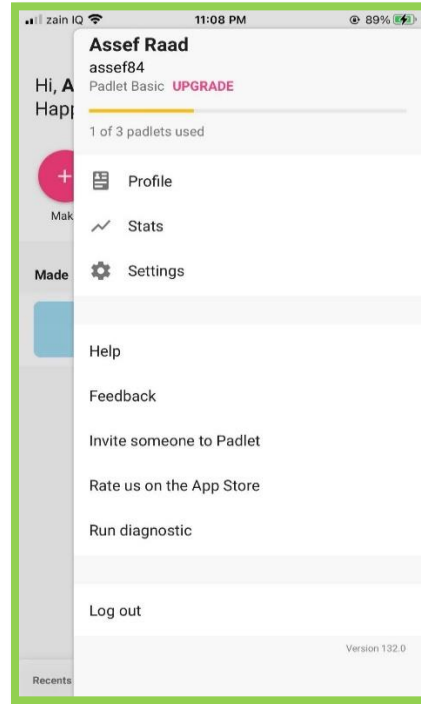 zain IQ 11:08 PM 89%
Assef Raad
assef84
Padlet Basic UPGRADE
1 of 3 padlets used
Hi, A
Hap
Profile
Mak
Stats
Made
Settings
Help
Feedback
Invite someone to Padlet
Rate us on the App Store
Run diagnostic
Log out
Version 132.0
Recents